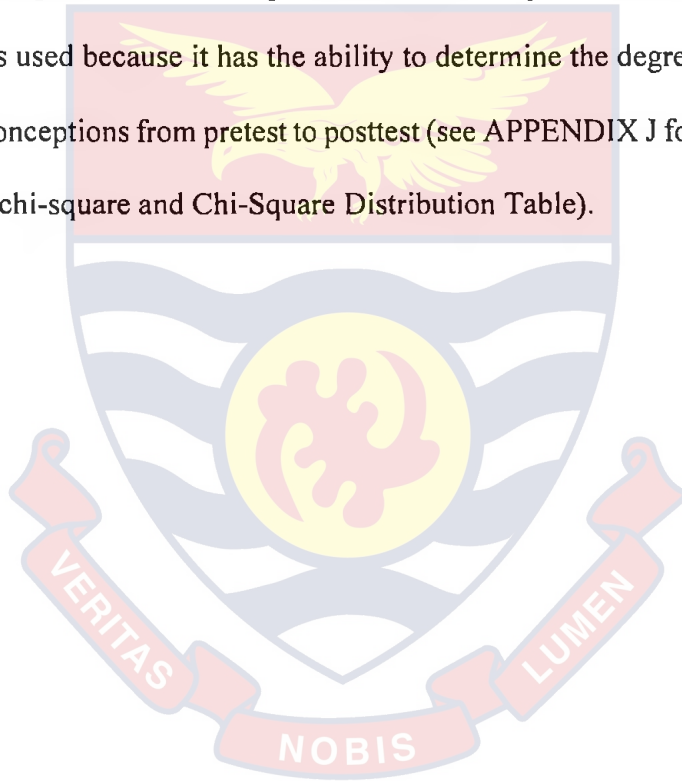 s used because it has the ability to determine the degre
onceptions from pretest to posttest (see APPENDIX J fo
chi-square and Chi-Square Distribution Table).
VERITAS
NOBIS
LUMEN